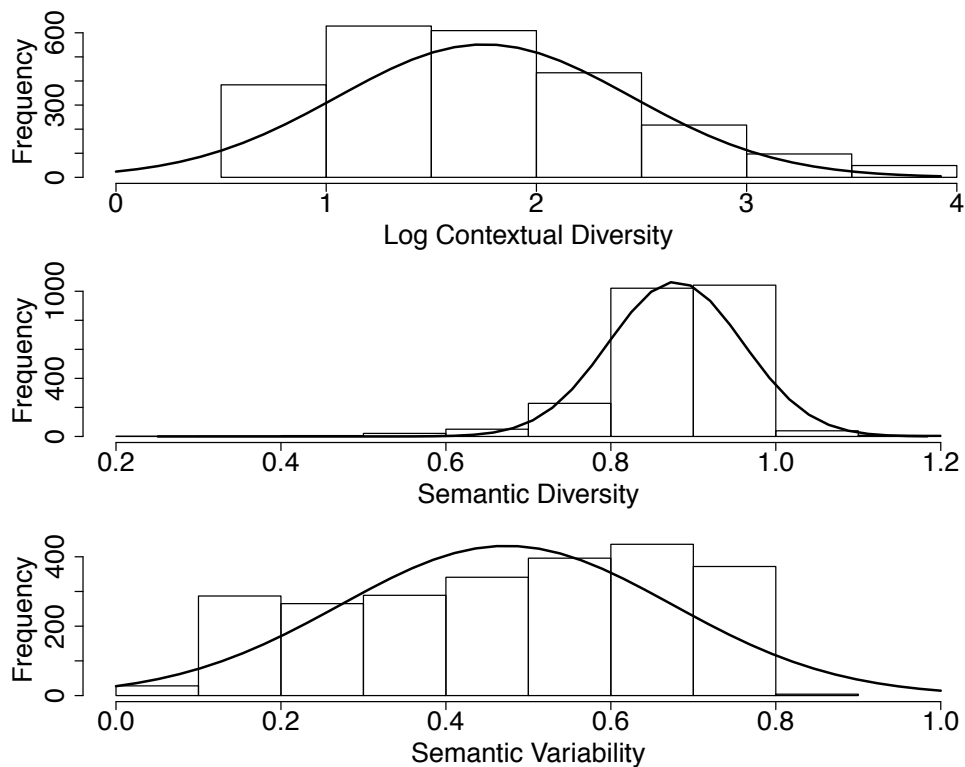 Frequency
0 300 600
0 1 2 3 4
Log Contextual Diversity
Frequency
0 400 1000
0.2 0.4 0.6 0.8 1.0 1.2
Semantic Diversity
Frequency
0 200 400
0.0 0.2 0.4 0.6 0.8 1.0
Semantic Variability